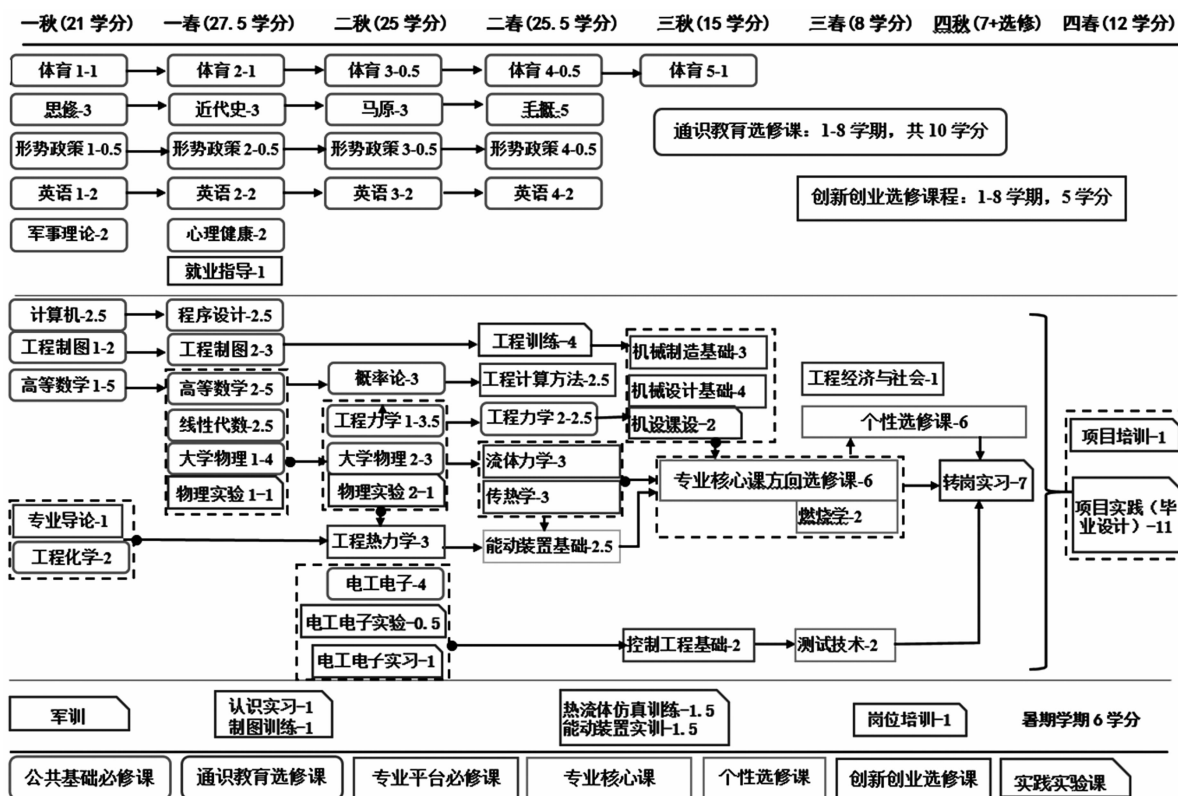 一秋(21 学分) 一春(27.5 学分) 二秋(25 学分) 二春(25.5 学分) 三秋(15 学分) 三春(8 学分) 四秋(7+选修) 四春(12 学分)
体育 1-1 体育 2-1 体育 3-0.5 体育 4-0.5 体育 5-1
思修-3 近代史-3 马原-3 毛概-5
通识教育选修课：1-8 学期，共 10 学分
形势政策 1-0.5 形势政策 2-0.5 形势政策 3-0.5 形势政策 4-0.5
英语 1-2 英语 2-2 英语 3-2 英语 4-2
创新创业选修课程：1-8 学期，5 学分
军事理论-2 心理健康-2
就业指导-1
计算机-2.5 程序设计-2.5
工程制图 1-2 工程制图 2-3 工程训练-4 机械制造基础-3
高等数学 1-5 高等数学 2-5 概率论-3 工程计算方法-2.5 机械设计基础-4 工程经济与社会-1
线性代数-2.5 工程力学 1-3.5 工程力学 2-2.5 机设课设-2 个性选修课-6 项目培训-1
大学物理 1-4 大学物理 2-3 流体力学-3 专业核心课方向选修课-6 转岗实习-7
物理实验 1-1 物理实验 2-1 传热学-3 燃烧学-2 项目实践（毕
业设计）-11
专业导论-1
工程化学-2 工程热力学-3 能动装置基础-2.5
电工电子-4
电工电子实验-0.5
电工电子实习-1 控制工程基础-2 测试技术-2
军训 认识实习-1 热流体仿真训练-1.5 岗位培训-1 暑期学期 6 学分
制图训练-1 能动装置实训-1.5
公共基础必修课 通识教育选修课 专业平台必修课 专业核心课 个性选修课 创新创业选修课 实践实验课